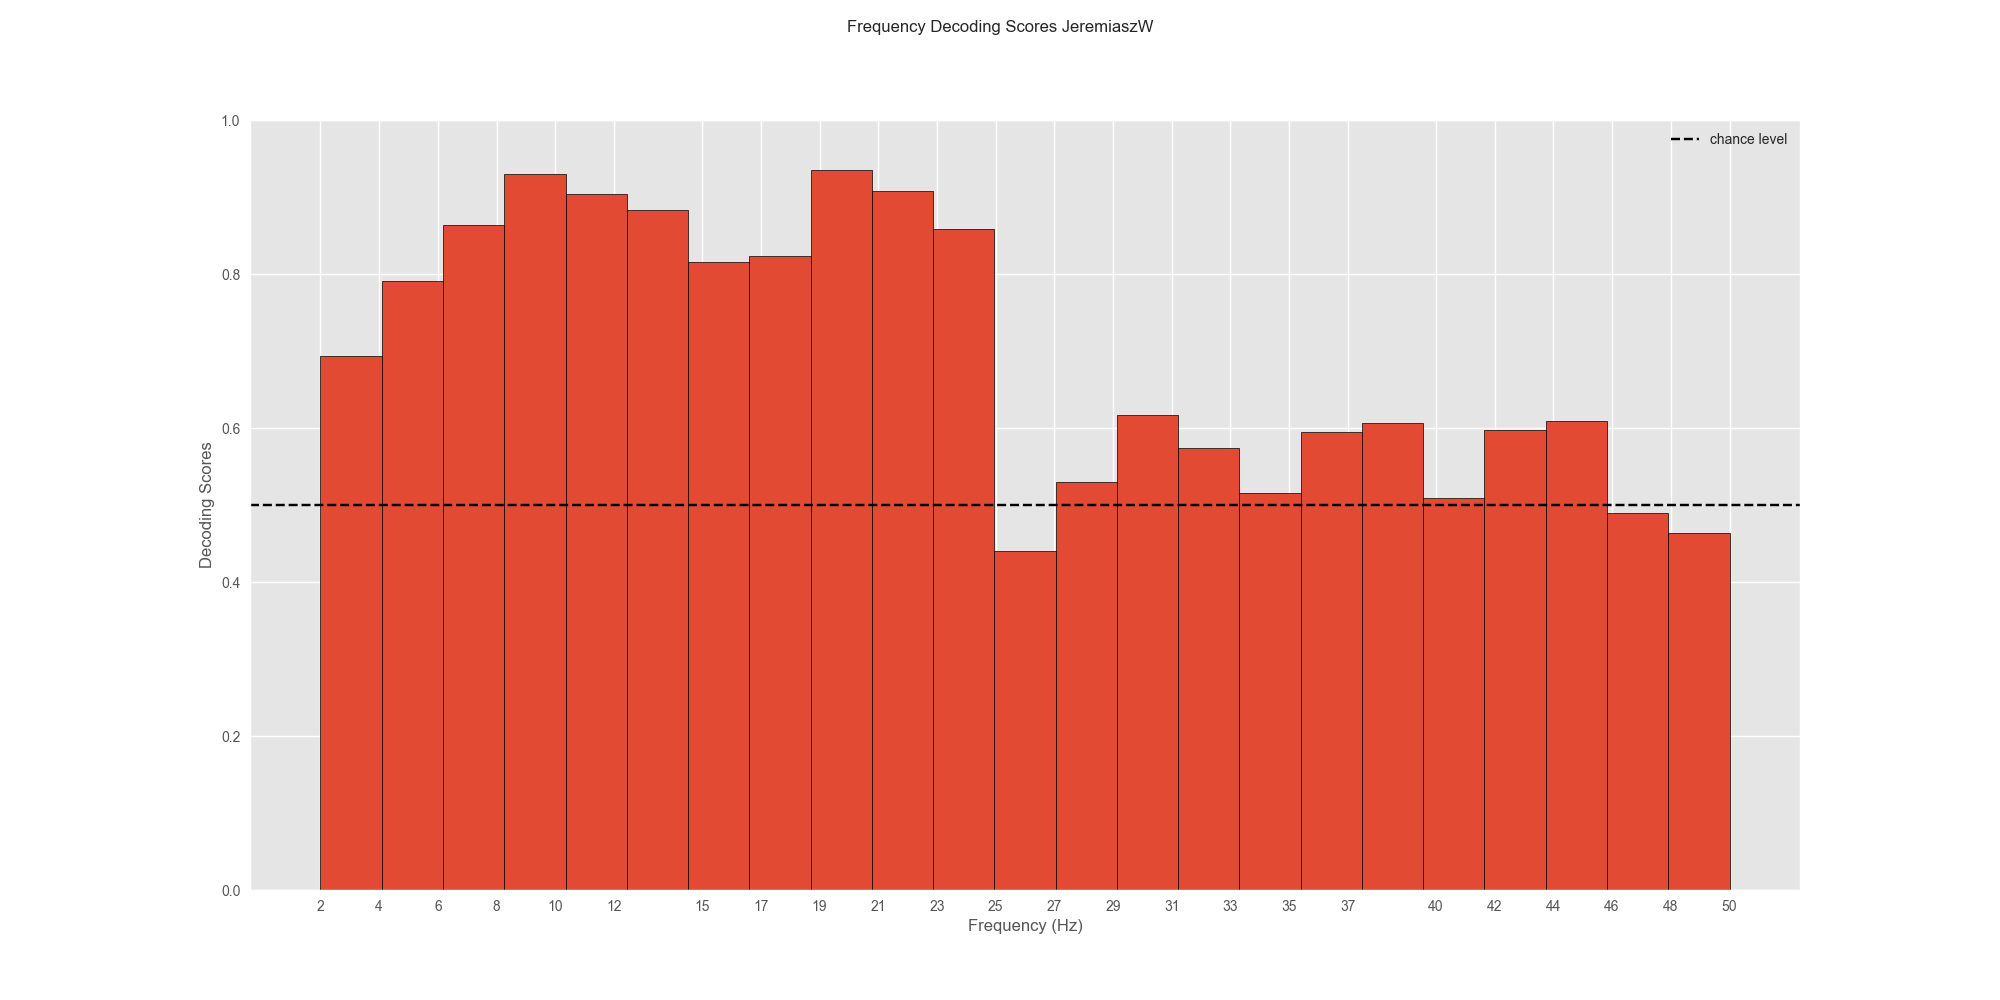 Frequency Decoding Scores JeremiaszW
1.0
chance level
0.8
0.6
Decoding Scores
0.4
0.2
0.0
2 4 6 8 10 12 15 17 19 21 23 25 27 29 31 33 35 37 40 42 44 46 48 50
Frequency (Hz)